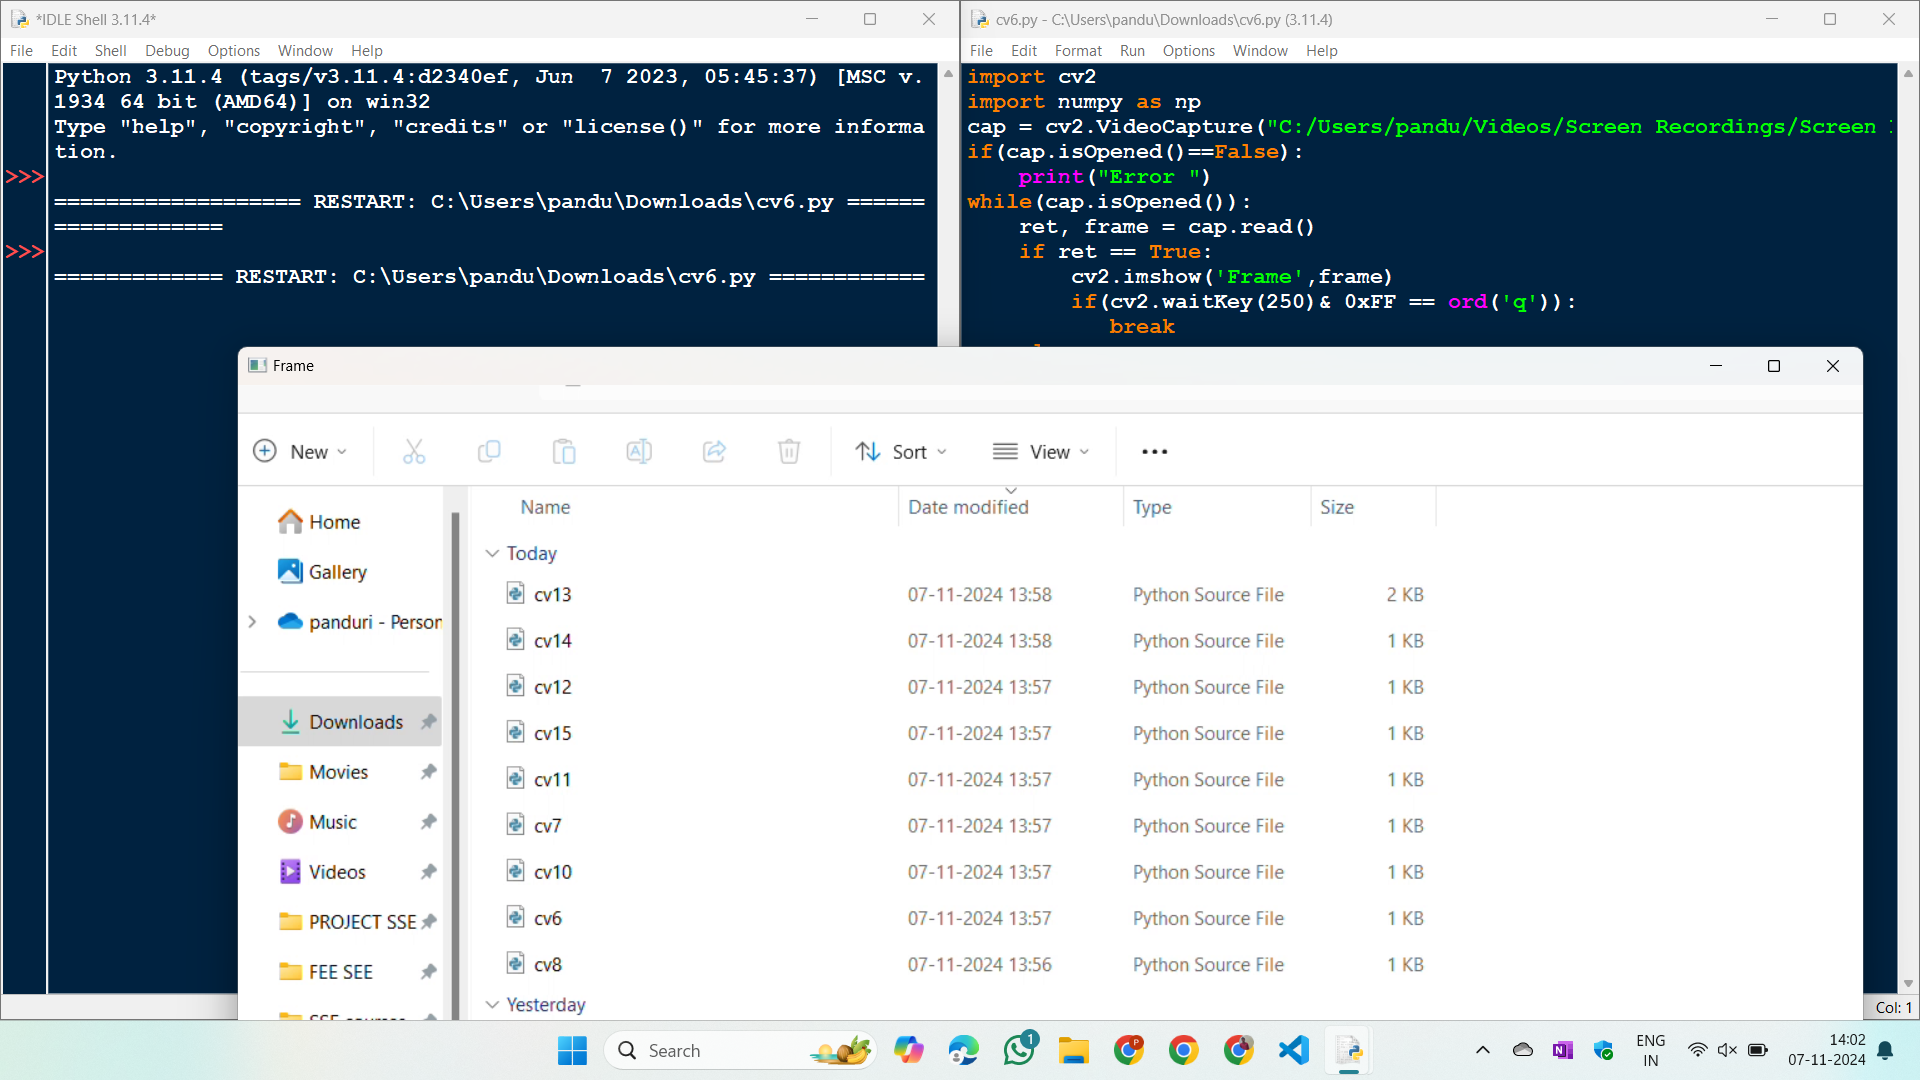 *IDLE Shell 3.11.4*
File Edit Shell Debug Options Window Help
Python 3.11.4 (tags/v3.11.4:d2340ef, Jun  7 2023, 05:45:37) [MSC v.
1934 64 bit (AMD64)] on win32
Type "help", "copyright", "credits" or "license()" for more informa
tion.
>>>
=================== RESTART: C:\Users\pandu\Downloads\cv6.py ======
=============
>>>
============= RESTART: C:\Users\pandu\Downloads\cv6.py ============
cv6.py - C:\Users\pandu\Downloads\cv6.py (3.11.4)
File Edit Format Run Options Window Help
import cv2
import numpy as np
cap = cv2.VideoCapture("C:/Users/pandu/Videos/Screen Recordings/Screen
if(cap.isOpened()==False):
    print("Error ")
while(cap.isOpened()):
    ret, frame = cap.read()
    if ret == True:
        cv2.imshow('Frame',frame)
        if(cv2.waitKey(250)& 0xFF == ord('q')):
           break
Col: 1
Frame
New Sort View
Home
Gallery
panduri - Person
Downloads
Movies
Music
Videos
PROJECT SSE
FEE SEE
Name Date modified Type Size
Today
cv13 07-11-2024 13:58 Python Source File 2 KB
cv14 07-11-2024 13:58 Python Source File 1 KB
cv12 07-11-2024 13:57 Python Source File 1 KB
cv15 07-11-2024 13:57 Python Source File 1 KB
cv11 07-11-2024 13:57 Python Source File 1 KB
cv7 07-11-2024 13:57 Python Source File 1 KB
cv10 07-11-2024 13:57 Python Source File 1 KB
cv6 07-11-2024 13:57 Python Source File 1 KB
cv8 07-11-2024 13:56 Python Source File 1 KB
Yesterday
Search
1
P
N
ENG
IN
14:02
07-11-2024